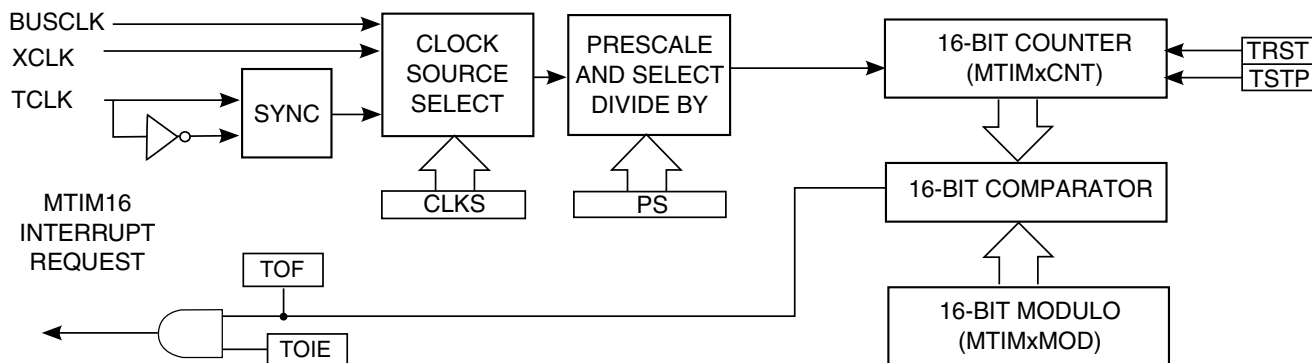 BUSCLK
XCLK
TCLK
SYNC
CLOCK
SOURCE
SELECT
CLKS
PRESCALE
AND SELECT
DIVIDE BY
PS
16-BIT COUNTER
(MTIMxCNT)
TRST
TSTP
16-BIT COMPARATOR
16-BIT MODULO
(MTIMxMOD)
MTIM16
INTERRUPT
REQUEST
TOF
TOIE